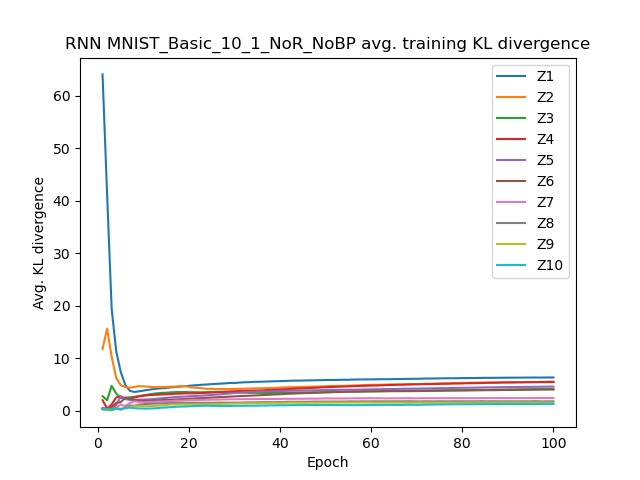 RNN MNIST_Basic_10_1_NoR_NoBP avg. training KL divergence
60
50
40
30
20
10
0
Avg. KL divergence
Z1
Z2
Z3
Z4
Z5
Z6
Z7
Z8
Z9
Z10
0 20 40 60 80 100
Epoch